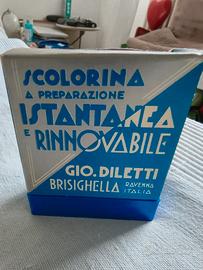 SCOLORINA
A PREPARAZIONE
ISTANTANEA
E RINNOVABILE
GIO. DILETTI
BRISIGHELLA RAVENNA
ITALIA